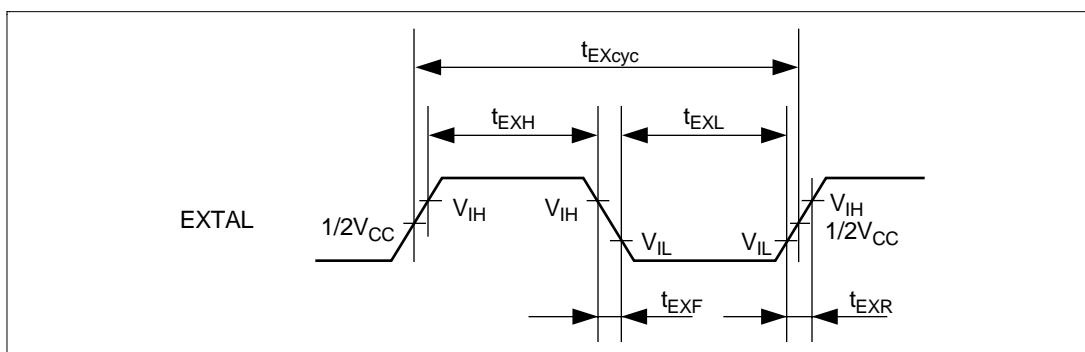 tEXcyc
tEXH
tEXL
EXTAL
1/2VCC
VIH
VIH
VIL
VIL
VIH
1/2VCC
tEXF
tEXR